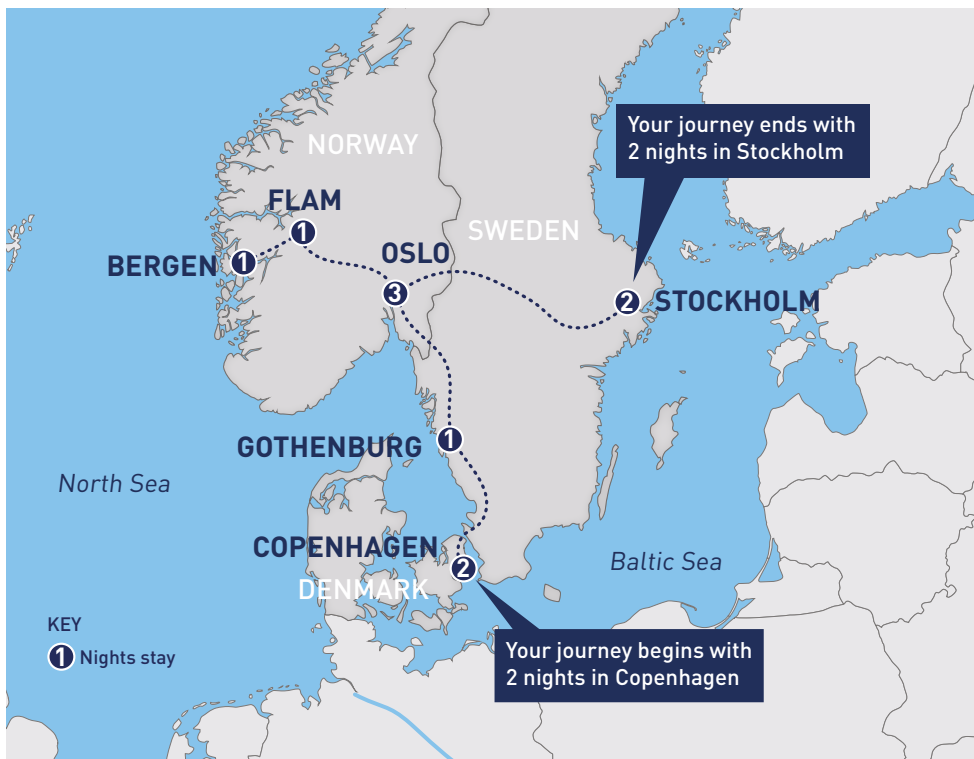 Your journey ends with
2 nights in Stockholm
NORWAY
FLAM
1
SWEDEN
OSLO
BERGEN
1
3
2
STOCKHOLM
GOTHENBURG
1
North Sea
COPENHAGEN
2
Baltic Sea
DENMARK
KEY
1 Nights stay
Your journey begins with
2 nights in Copenhagen